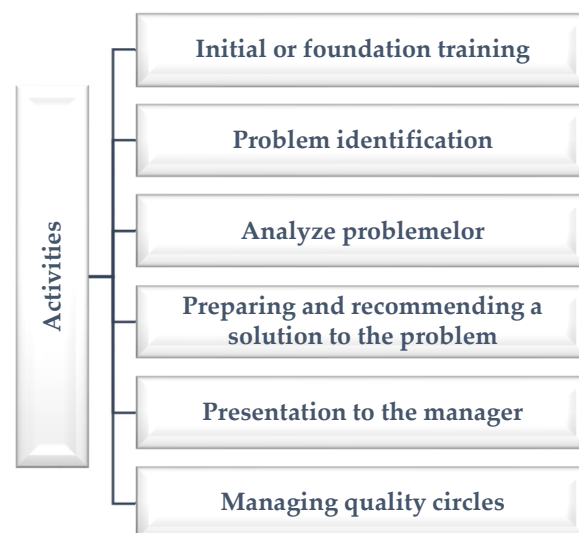 Activities
Initial or foundation training
Problem identification
Analyze problemelor
Preparing and recommending a
solution to the problem
Presentation to the manager
Managing quality circles